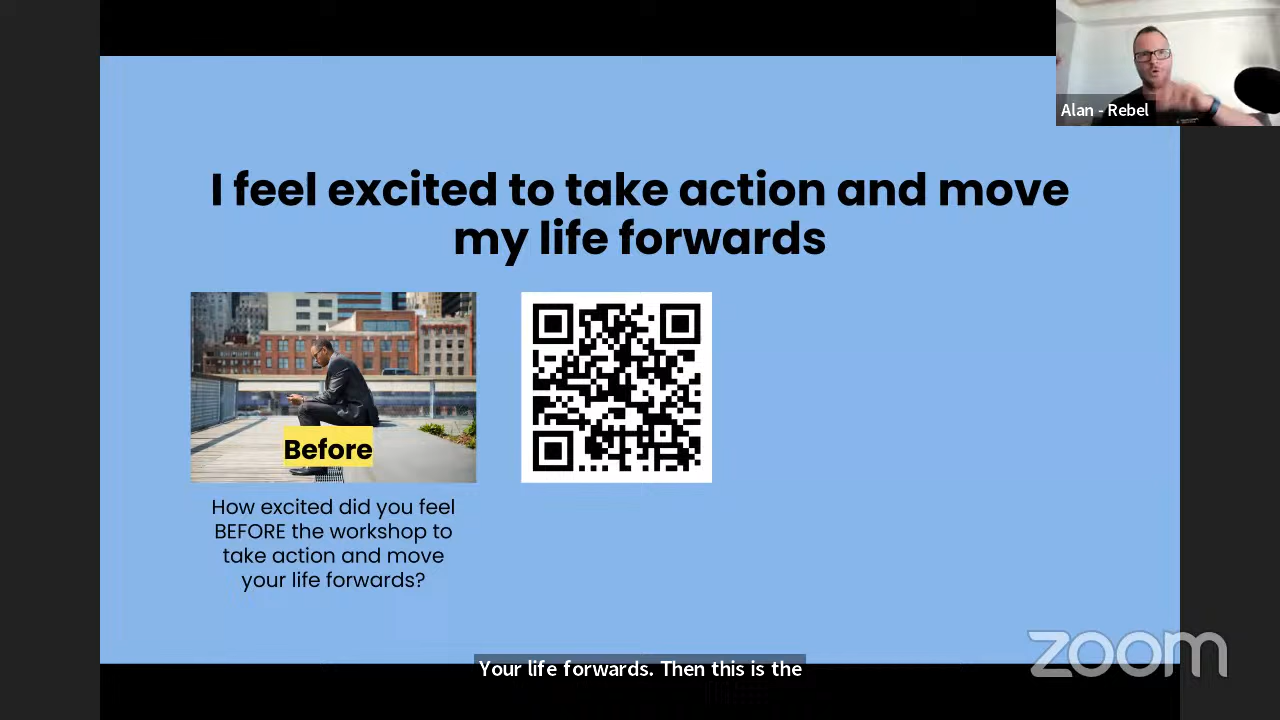 Alan - Rebel
I feel excited to take action and move
my life forwards
Before
How excited did you feel
BEFORE the workshop to
take action and move
your life forwards?
zoom
Your life forwards. Then this is the